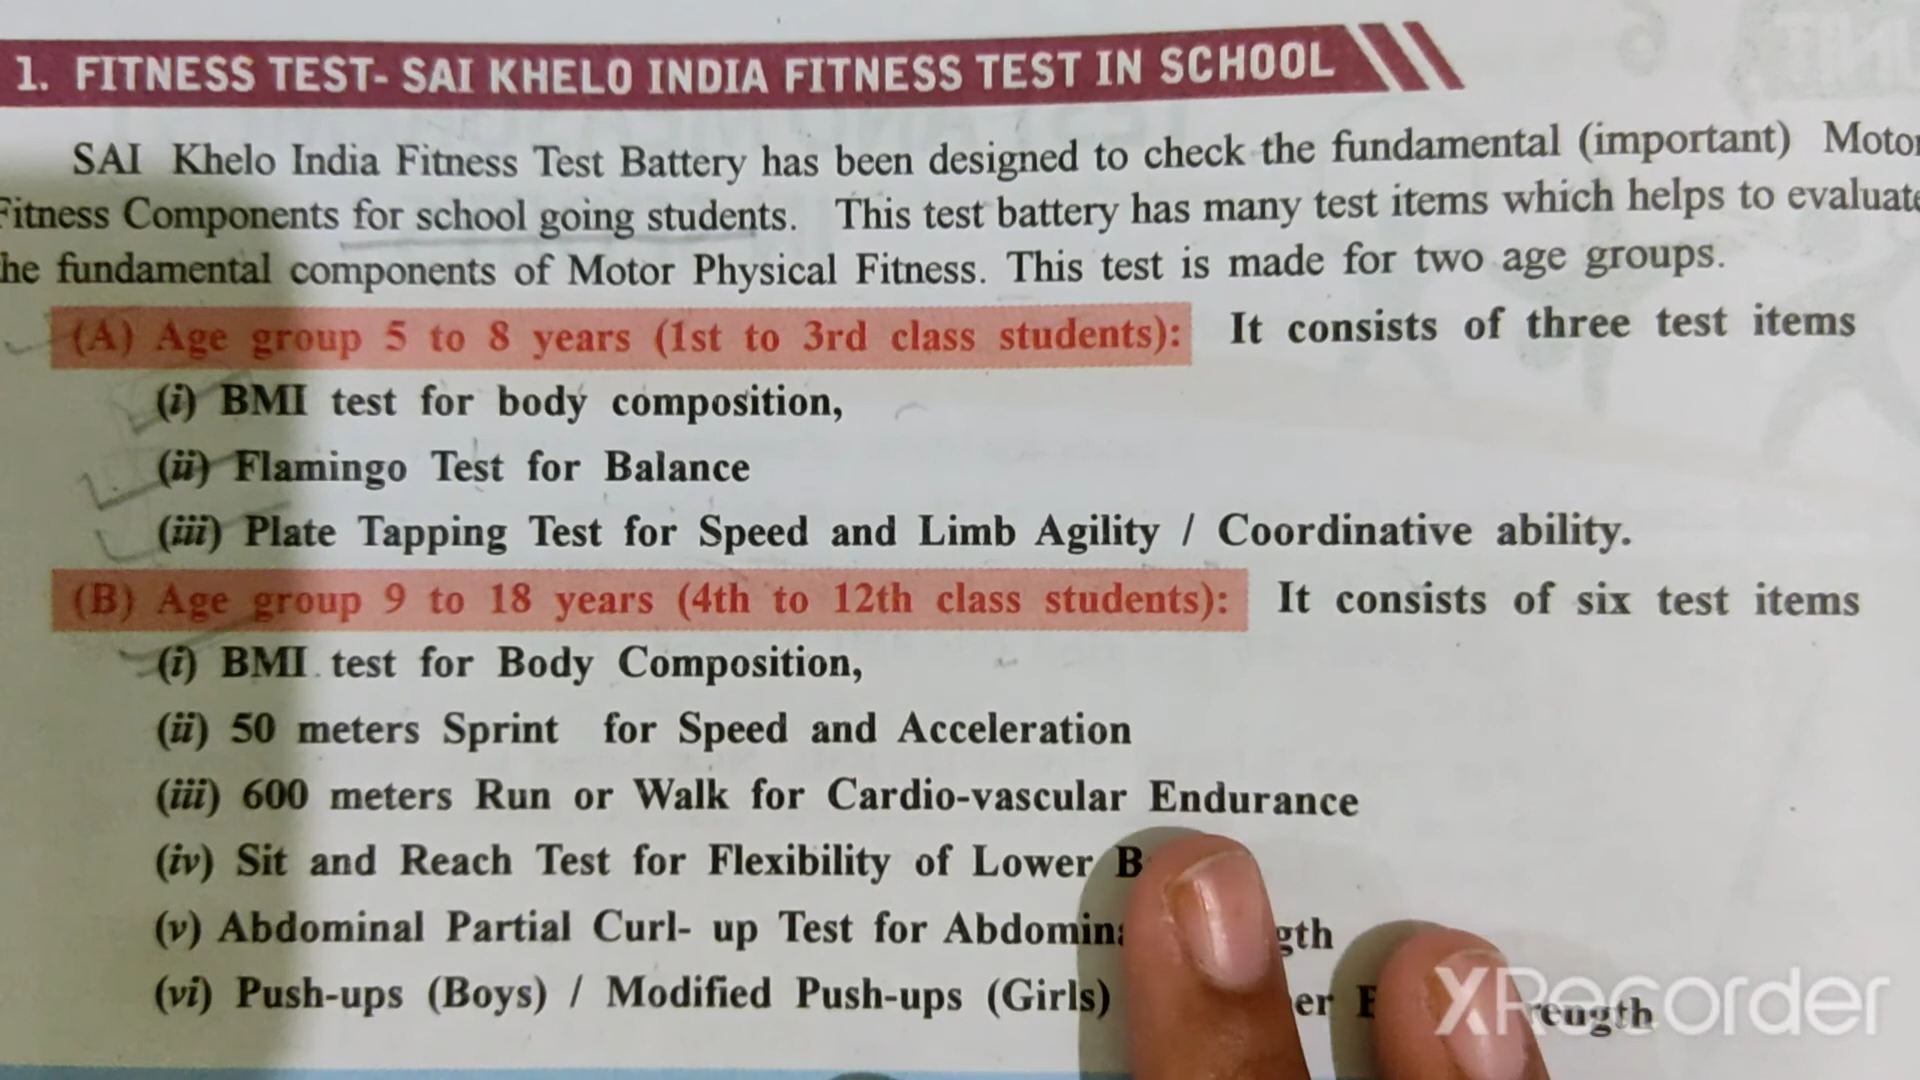 1. FITNESS TEST- SAI KHELO INDIA FITNESS TEST IN SCHOOL
SAI Khelo India Fitness Test Battery has been designed to check the fundamental (important) Motor
Fitness Components for school going students. This test battery has many test items which helps to evaluate
he fundamental components of Motor Physical Fitness. This test is made for two age groups.
(A) Age group 5 to 8 years (1st to 3rd class students): It consists of three test items
(i) BMI test for body composition,
(ii) Flamingo Test for Balance
(iii) Plate Tapping Test for Speed and Limb Agility / Coordinative ability.
(B) Age group 9 to 18 years (4th to 12th class students): It consists of six test items
(i) BMI test for Body Composition,
(ii) 50 meters Sprint for Speed and Acceleration
(iii) 600 meters Run or Walk for Cardio-vascular Endurance
(iv) Sit and Reach Test for Flexibility of Lower
(v) Abdominal Partial Curl- up Test for
(vi) Push-ups (Boys) / Modified Push-ups (Girls)
XRecorder